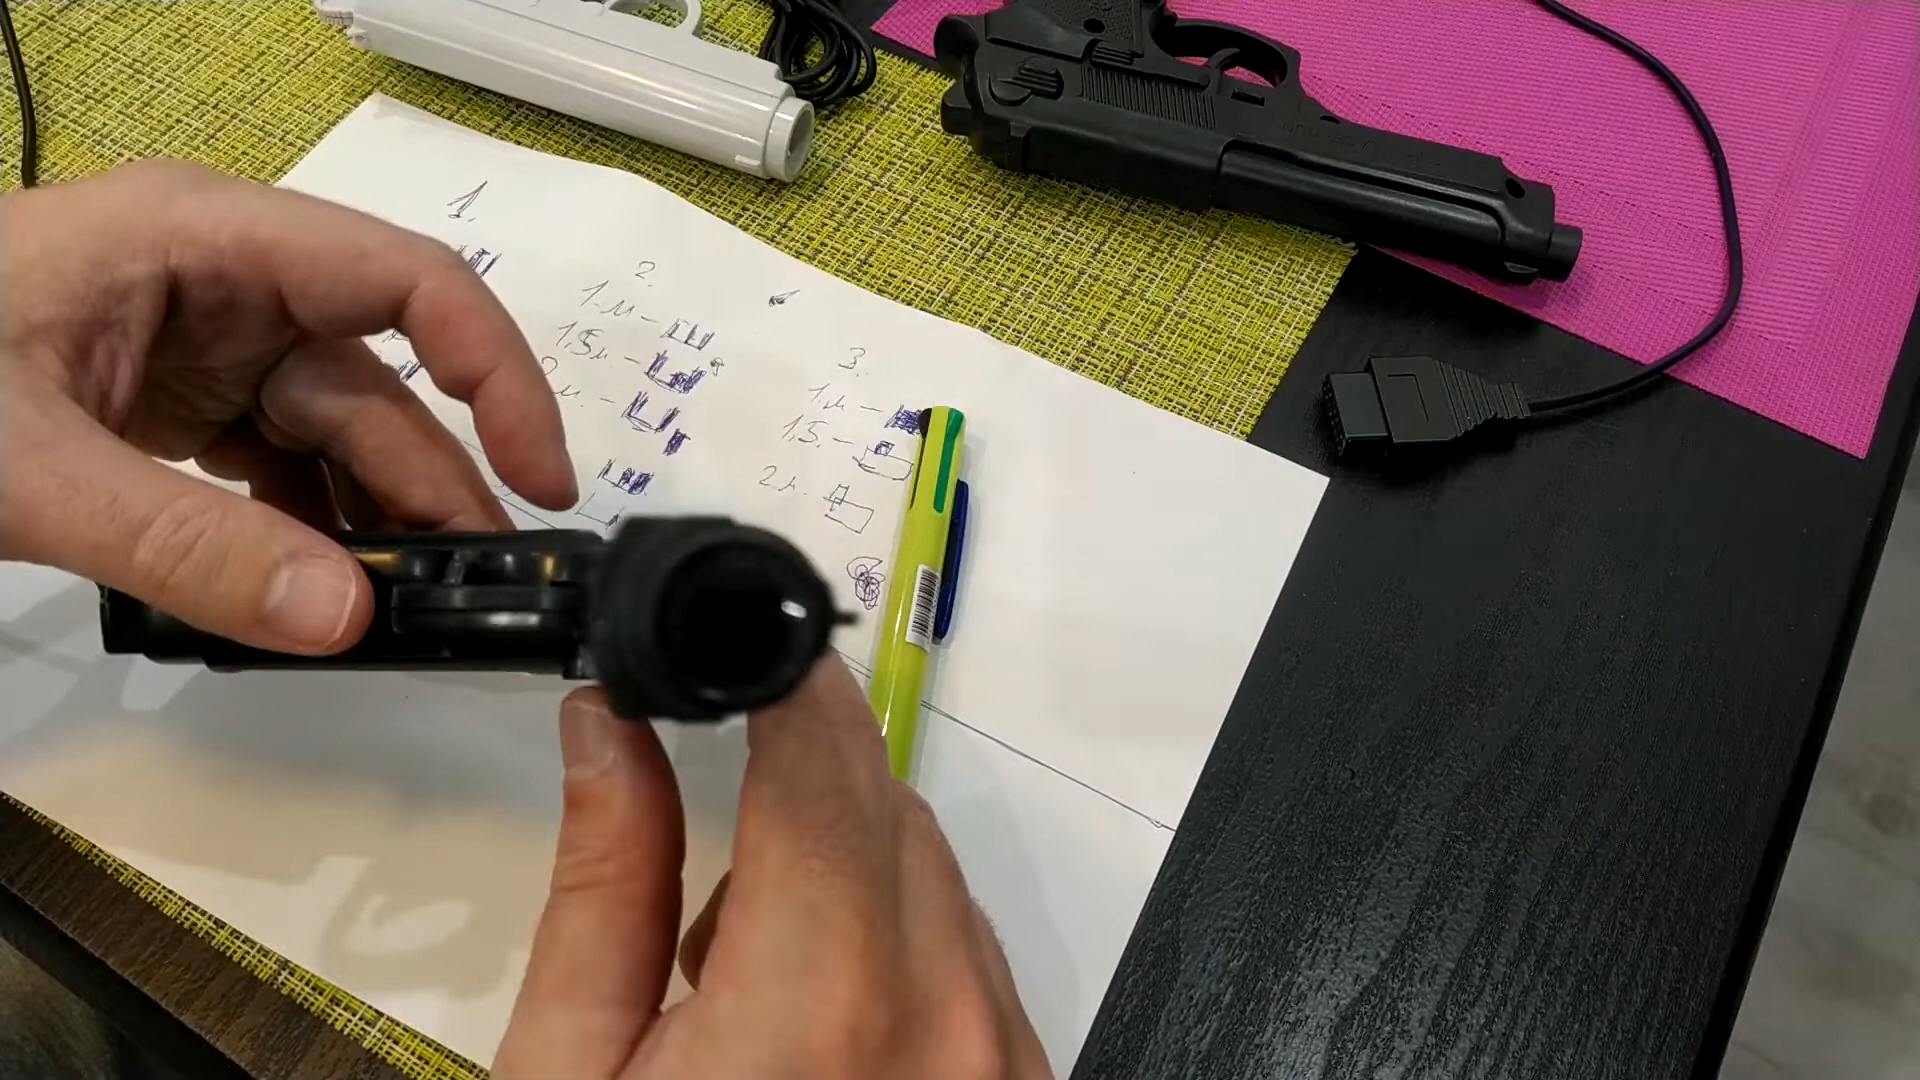 1.
2.
1.м –
1,5м –
2 м. –
3.
1.м –
1,5. –
2м.